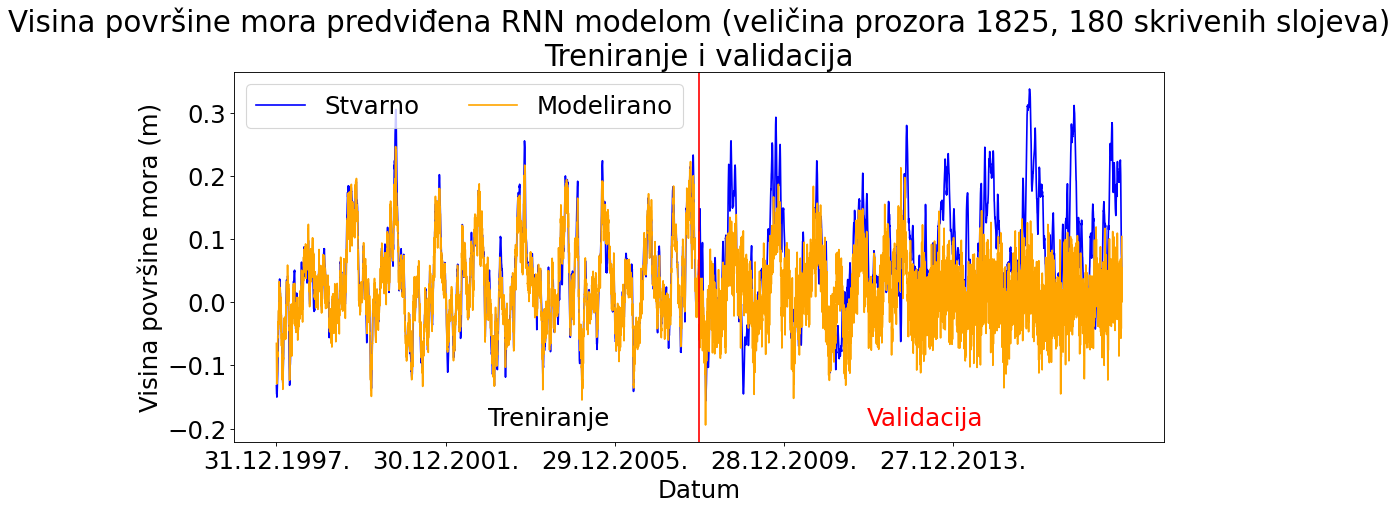 Visina površine mora predviđena RNN modelom (veličina prozora 1825, 180 skrivenih slojeva)
Treniranje i validacija
Stvarno Modelirano
Visina površine mora (m)
0.3
0.2
0.1
0.0
−0.1
−0.2
Treniranje Validacija
31.12.1997. 30.12.2001. 29.12.2005. 28.12.2009. 27.12.2013.
Datum